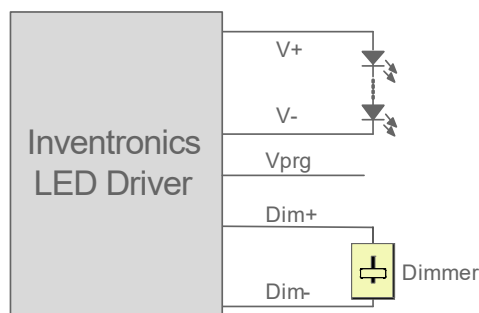 V+
V-
Inventronics
LED Driver
Vprg
Dim+
Dimmer
Dim-